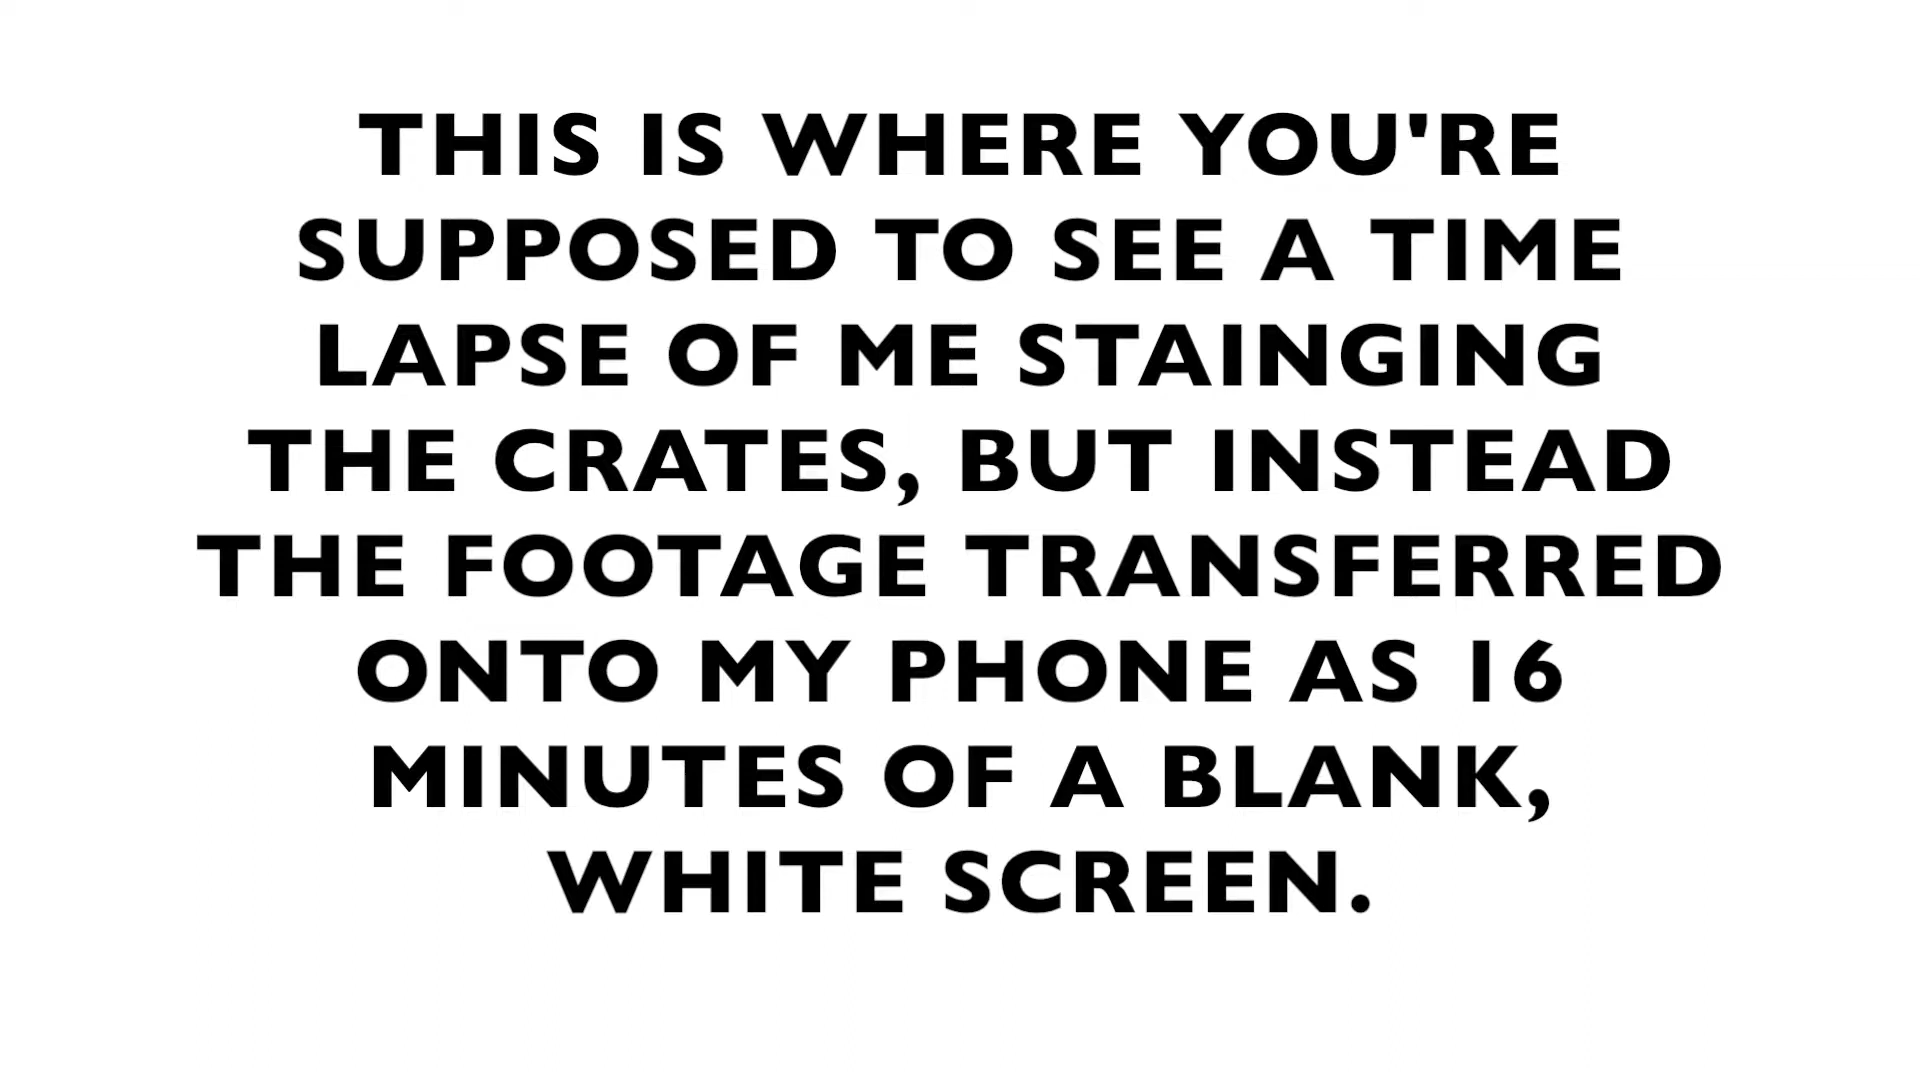 THIS IS WHERE YOU'RE
SUPPOSED TO SEE A TIME
LAPSE OF ME STAINGING
THE CRATES, BUT INSTEAD
THE FOOTAGE TRANSFERRED
ONTO MY PHONE AS 16
MINUTES OF A BLANK,
WHITE SCREEN.